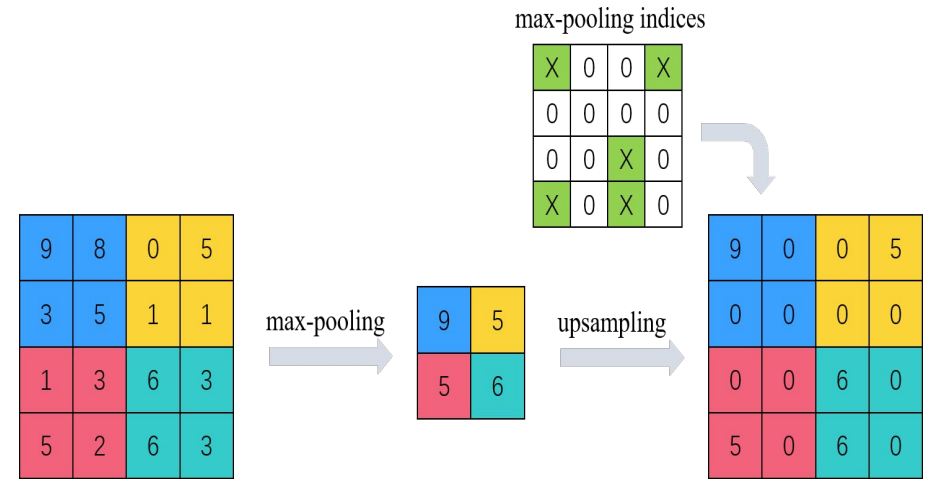 max-pooling indices
X 0 0 X
0 0 0 0
0 0 X 0
X 0 X 0
9 8 0 5
3 5 1 1
1 3 6 3
5 2 6 3
max-pooling
9 5
5 6
upsampling
9 0 0 5
0 0 0 0
0 0 6 0
5 0 6 0